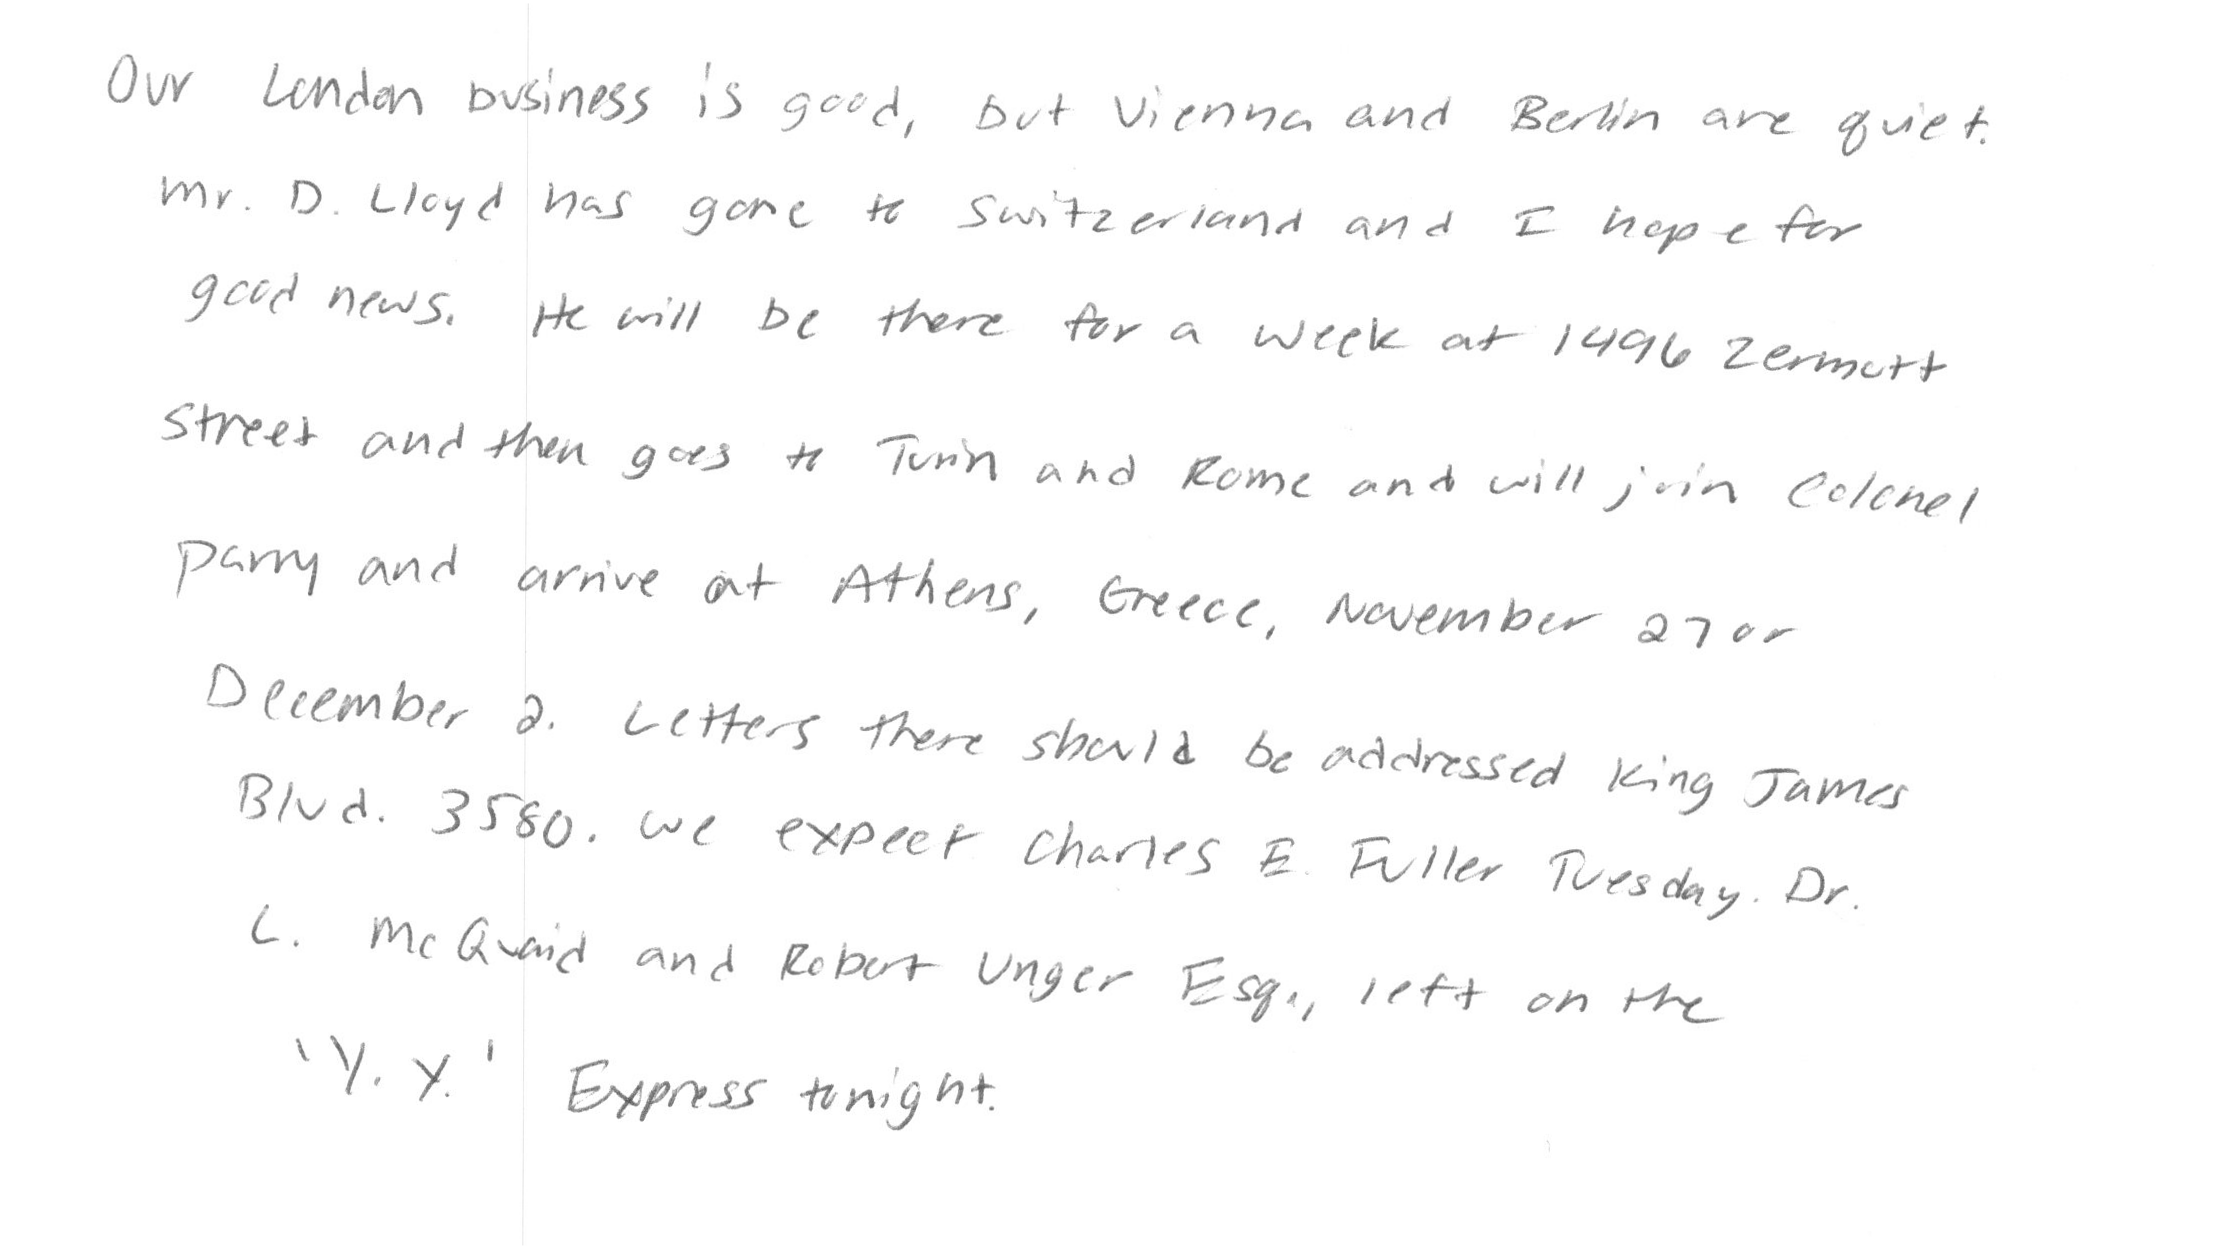 Our London business is good, but Vienna and Berlin are quiet.
Mr. D. Lloyd has gone to Switzerland and I hope for
good news. He will be there for a week at 1496 Zermott
Street and then goes to Turin and Rome and will join Colonel
Parry and arrive at Athens, Greece, November 27 or
December 2. Letters there should be addressed King James
Blvd. 3580. We expect Charles E. Fuller Tuesday. Dr.
L. McQuaid and Robert Unger Esq., left on the
'Y. X.' Express tonight.